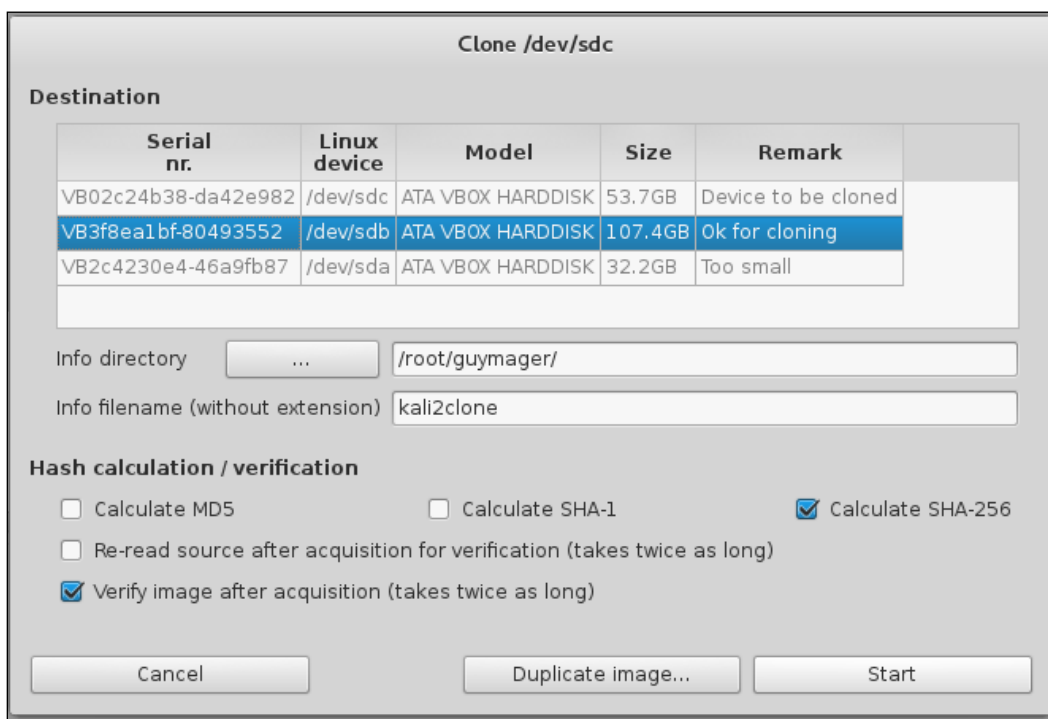 Clone /dev/sdc
Destination
Serial nr. Linux device Model Size Remark
VB02c24b38-da42e982 /dev/sdc ATA VBOX HARDDISK 53.7GB Device to be cloned
VB3f8ea1bf-80493552 /dev/sdb ATA VBOX HARDDISK 107.4GB Ok for cloning
VB2c4230e4-46a9fb87 /dev/sda ATA VBOX HARDDISK 32.2GB Too small
Info directory ... /root/guymager/
Info filename (without extension) kali2clone
Hash calculation / verification
Calculate MD5 Calculate SHA-1 Calculate SHA-256
Re-read source after acquisition for verification (takes twice as long)
Verify image after acquisition (takes twice as long)
Cancel Duplicate image... Start